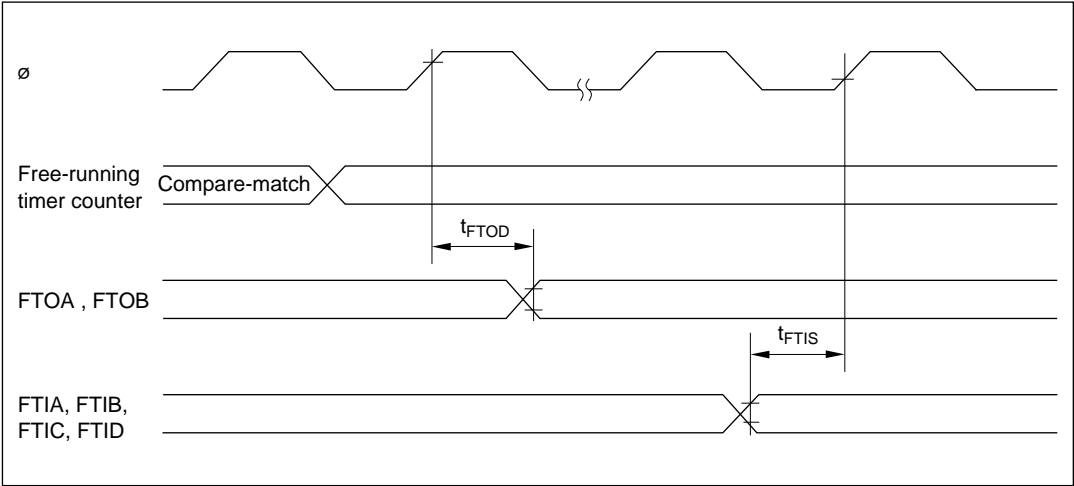 ø
Free-running
timer counter
Compare-match
tFTOD
FTOA , FTOB
tFTIS
FTIA, FTIB,
FTIC, FTID